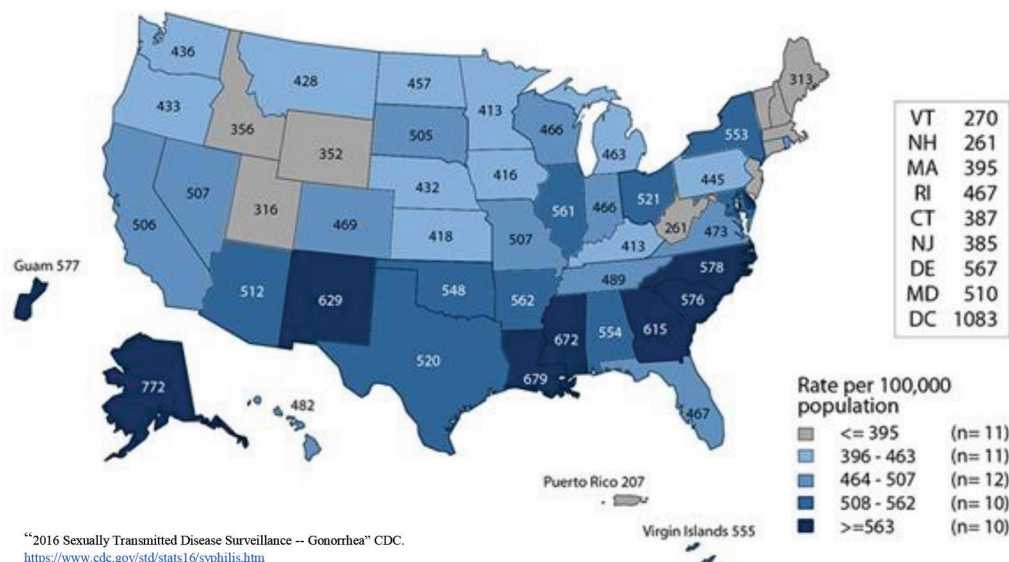 436
428
457
413
433
356
352
505
466
463
553
313
445
432
416
316
507
506
469
418
507
561
466
521
261
473
413
489
512
629
548
562
578
576
615
554
672
679
520
467
Guam 577
772
482
Puerto Rico 207
Virgin Islands 555
VT 270
NH 261
MA 395
RI 467
CT 387
NJ 385
DE 567
MD 510
DC 1083
Rate per 100,000
population
<= 395 (n= 11)
396 - 463 (n= 11)
464 - 507 (n= 12)
508 - 562 (n= 10)
>=563 (n= 10)
“2016 Sexually Transmitted Disease Surveillance -- Gonorrhea” CDC.
https://www.cdc.gov/std/stats16/syphilis.htm